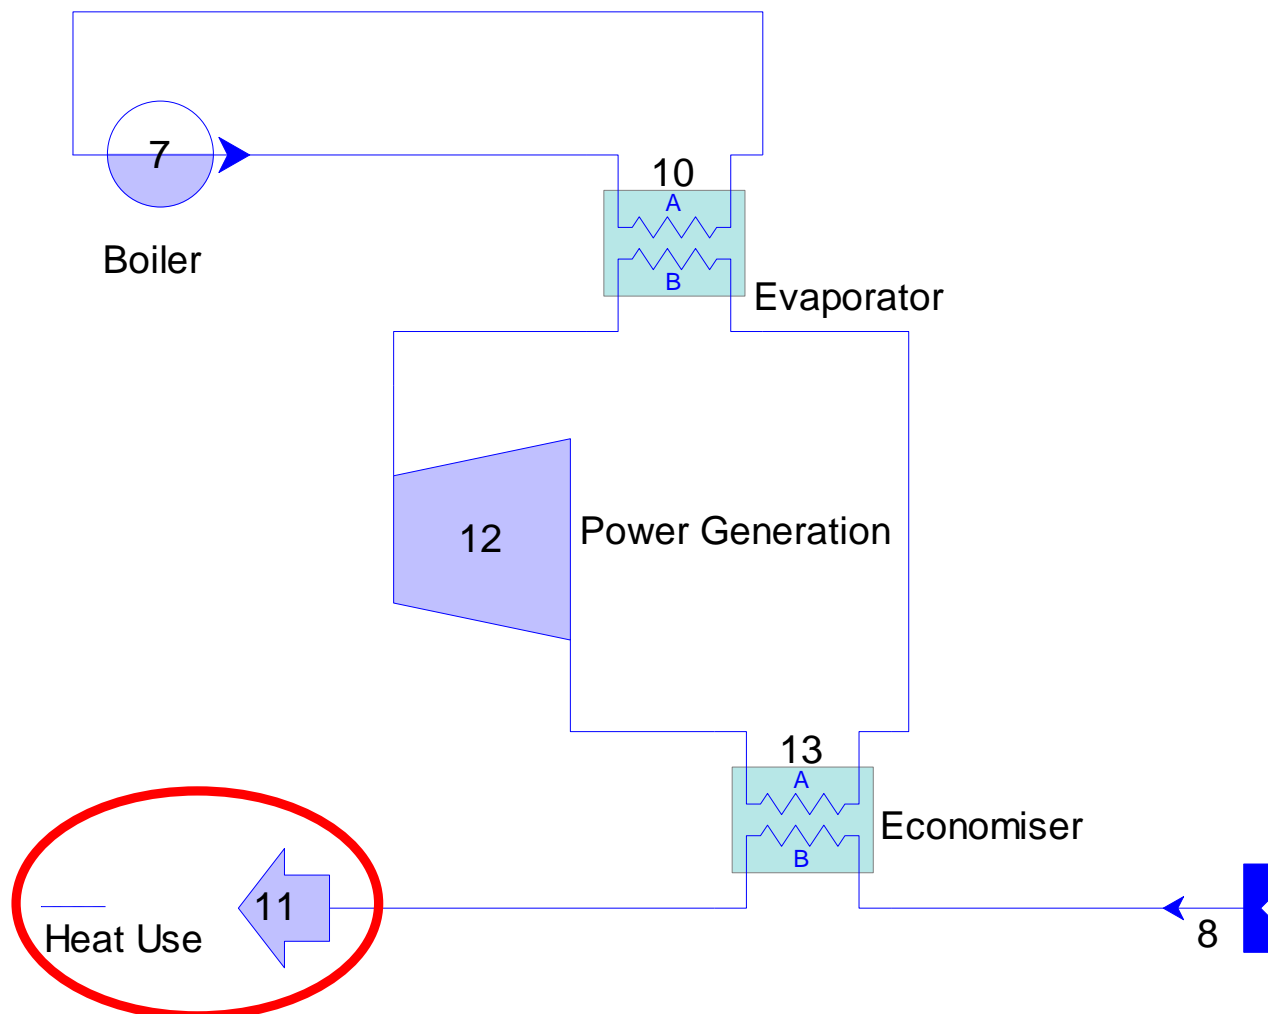 7
10
A
Boiler
B
Evaporator
12
Power Generation
13
A
Economiser
B
11
Heat Use
8